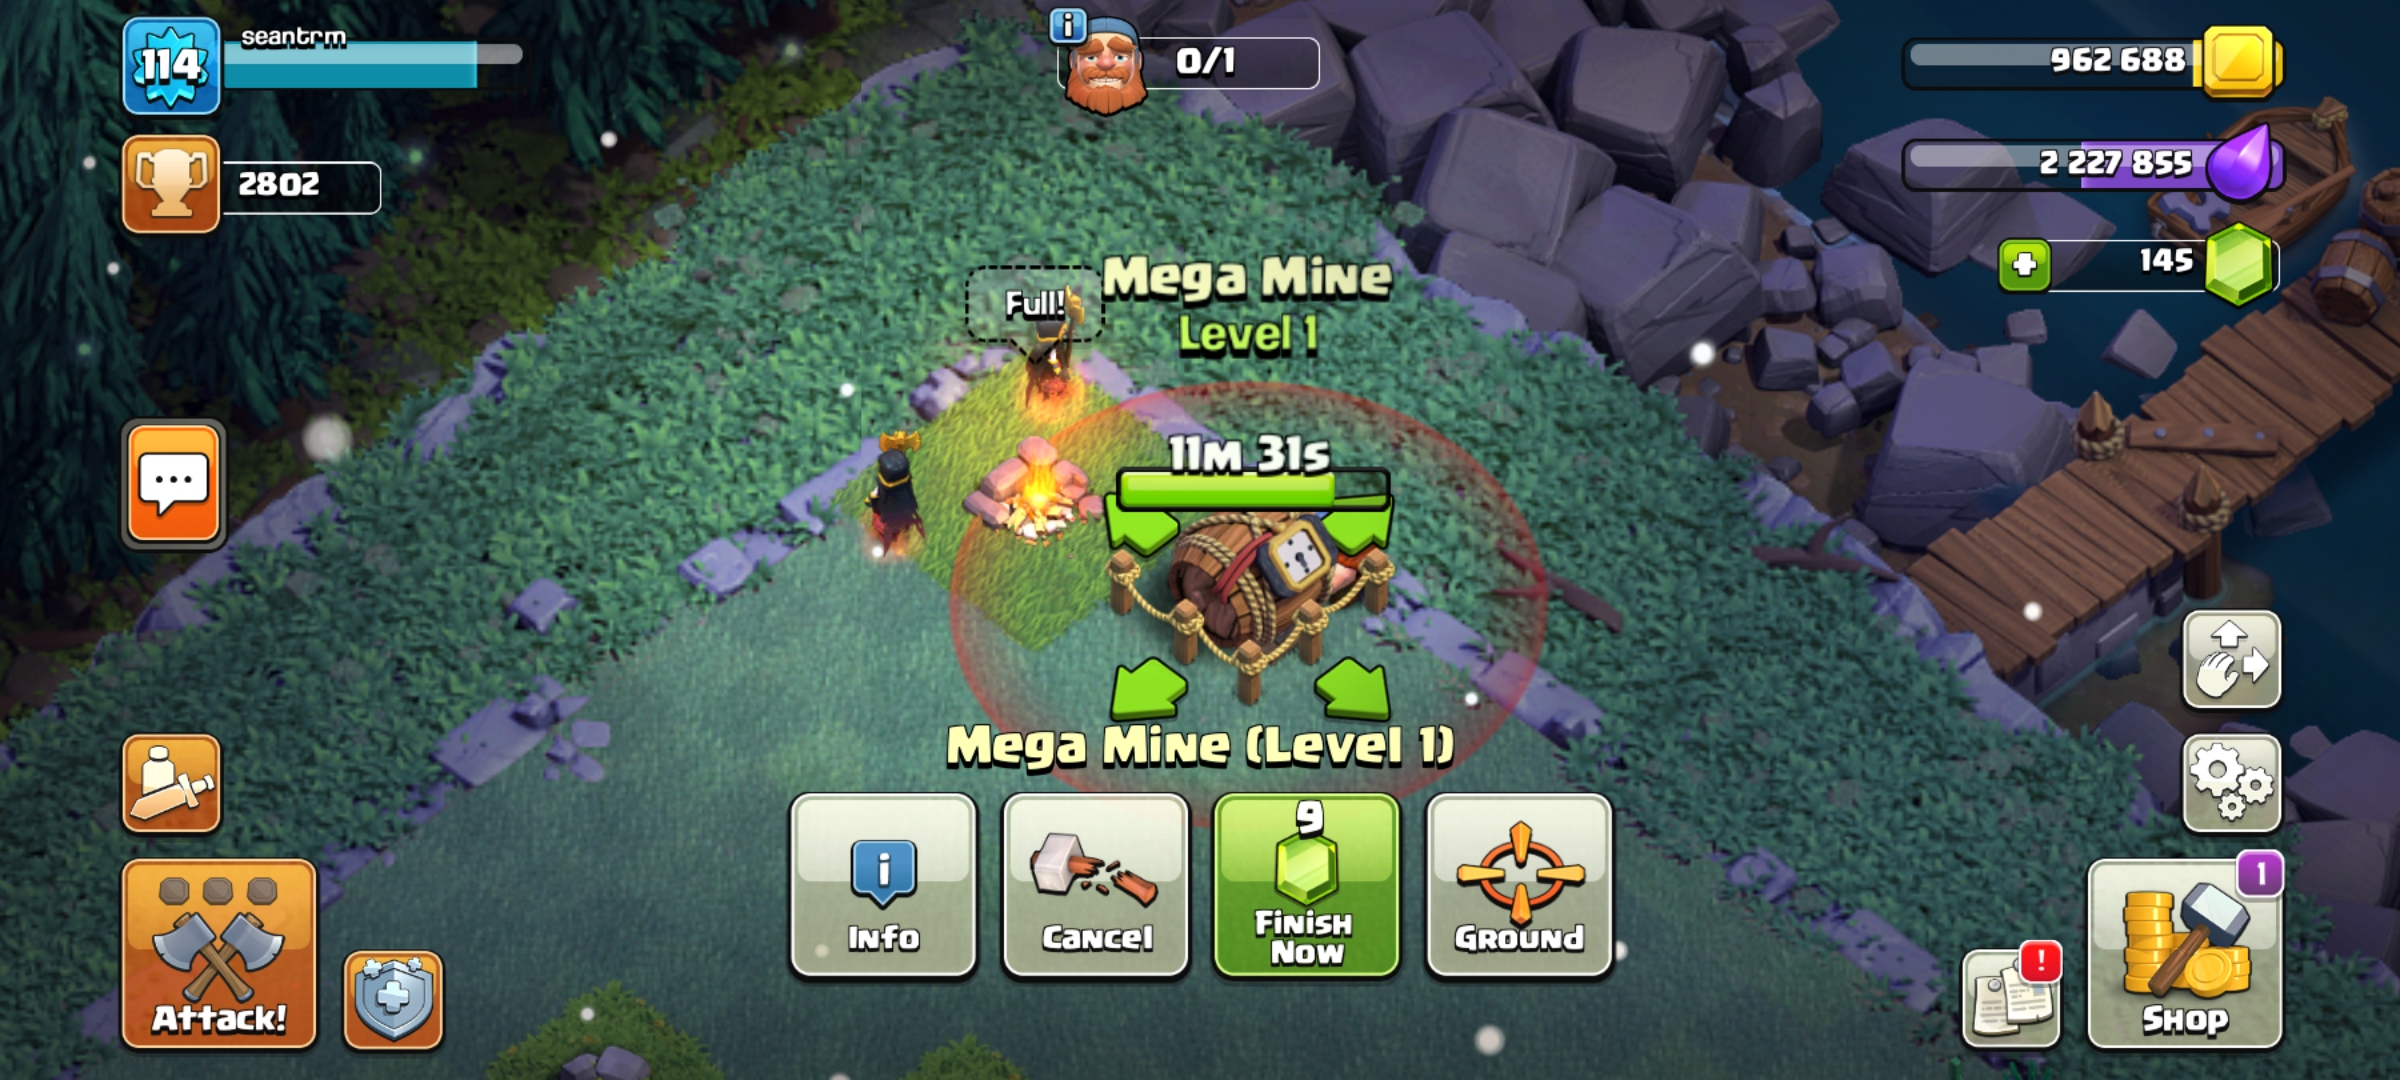 114
seantrm
i
0/1
962 688
2802
2 227 855
145
Full!
Mega Mine
Level 1
11M 31s
Mega Mine (Level 1)
i
Info
Cancel
9
Finish
Now
Ground
Attack!
!
1
Shop